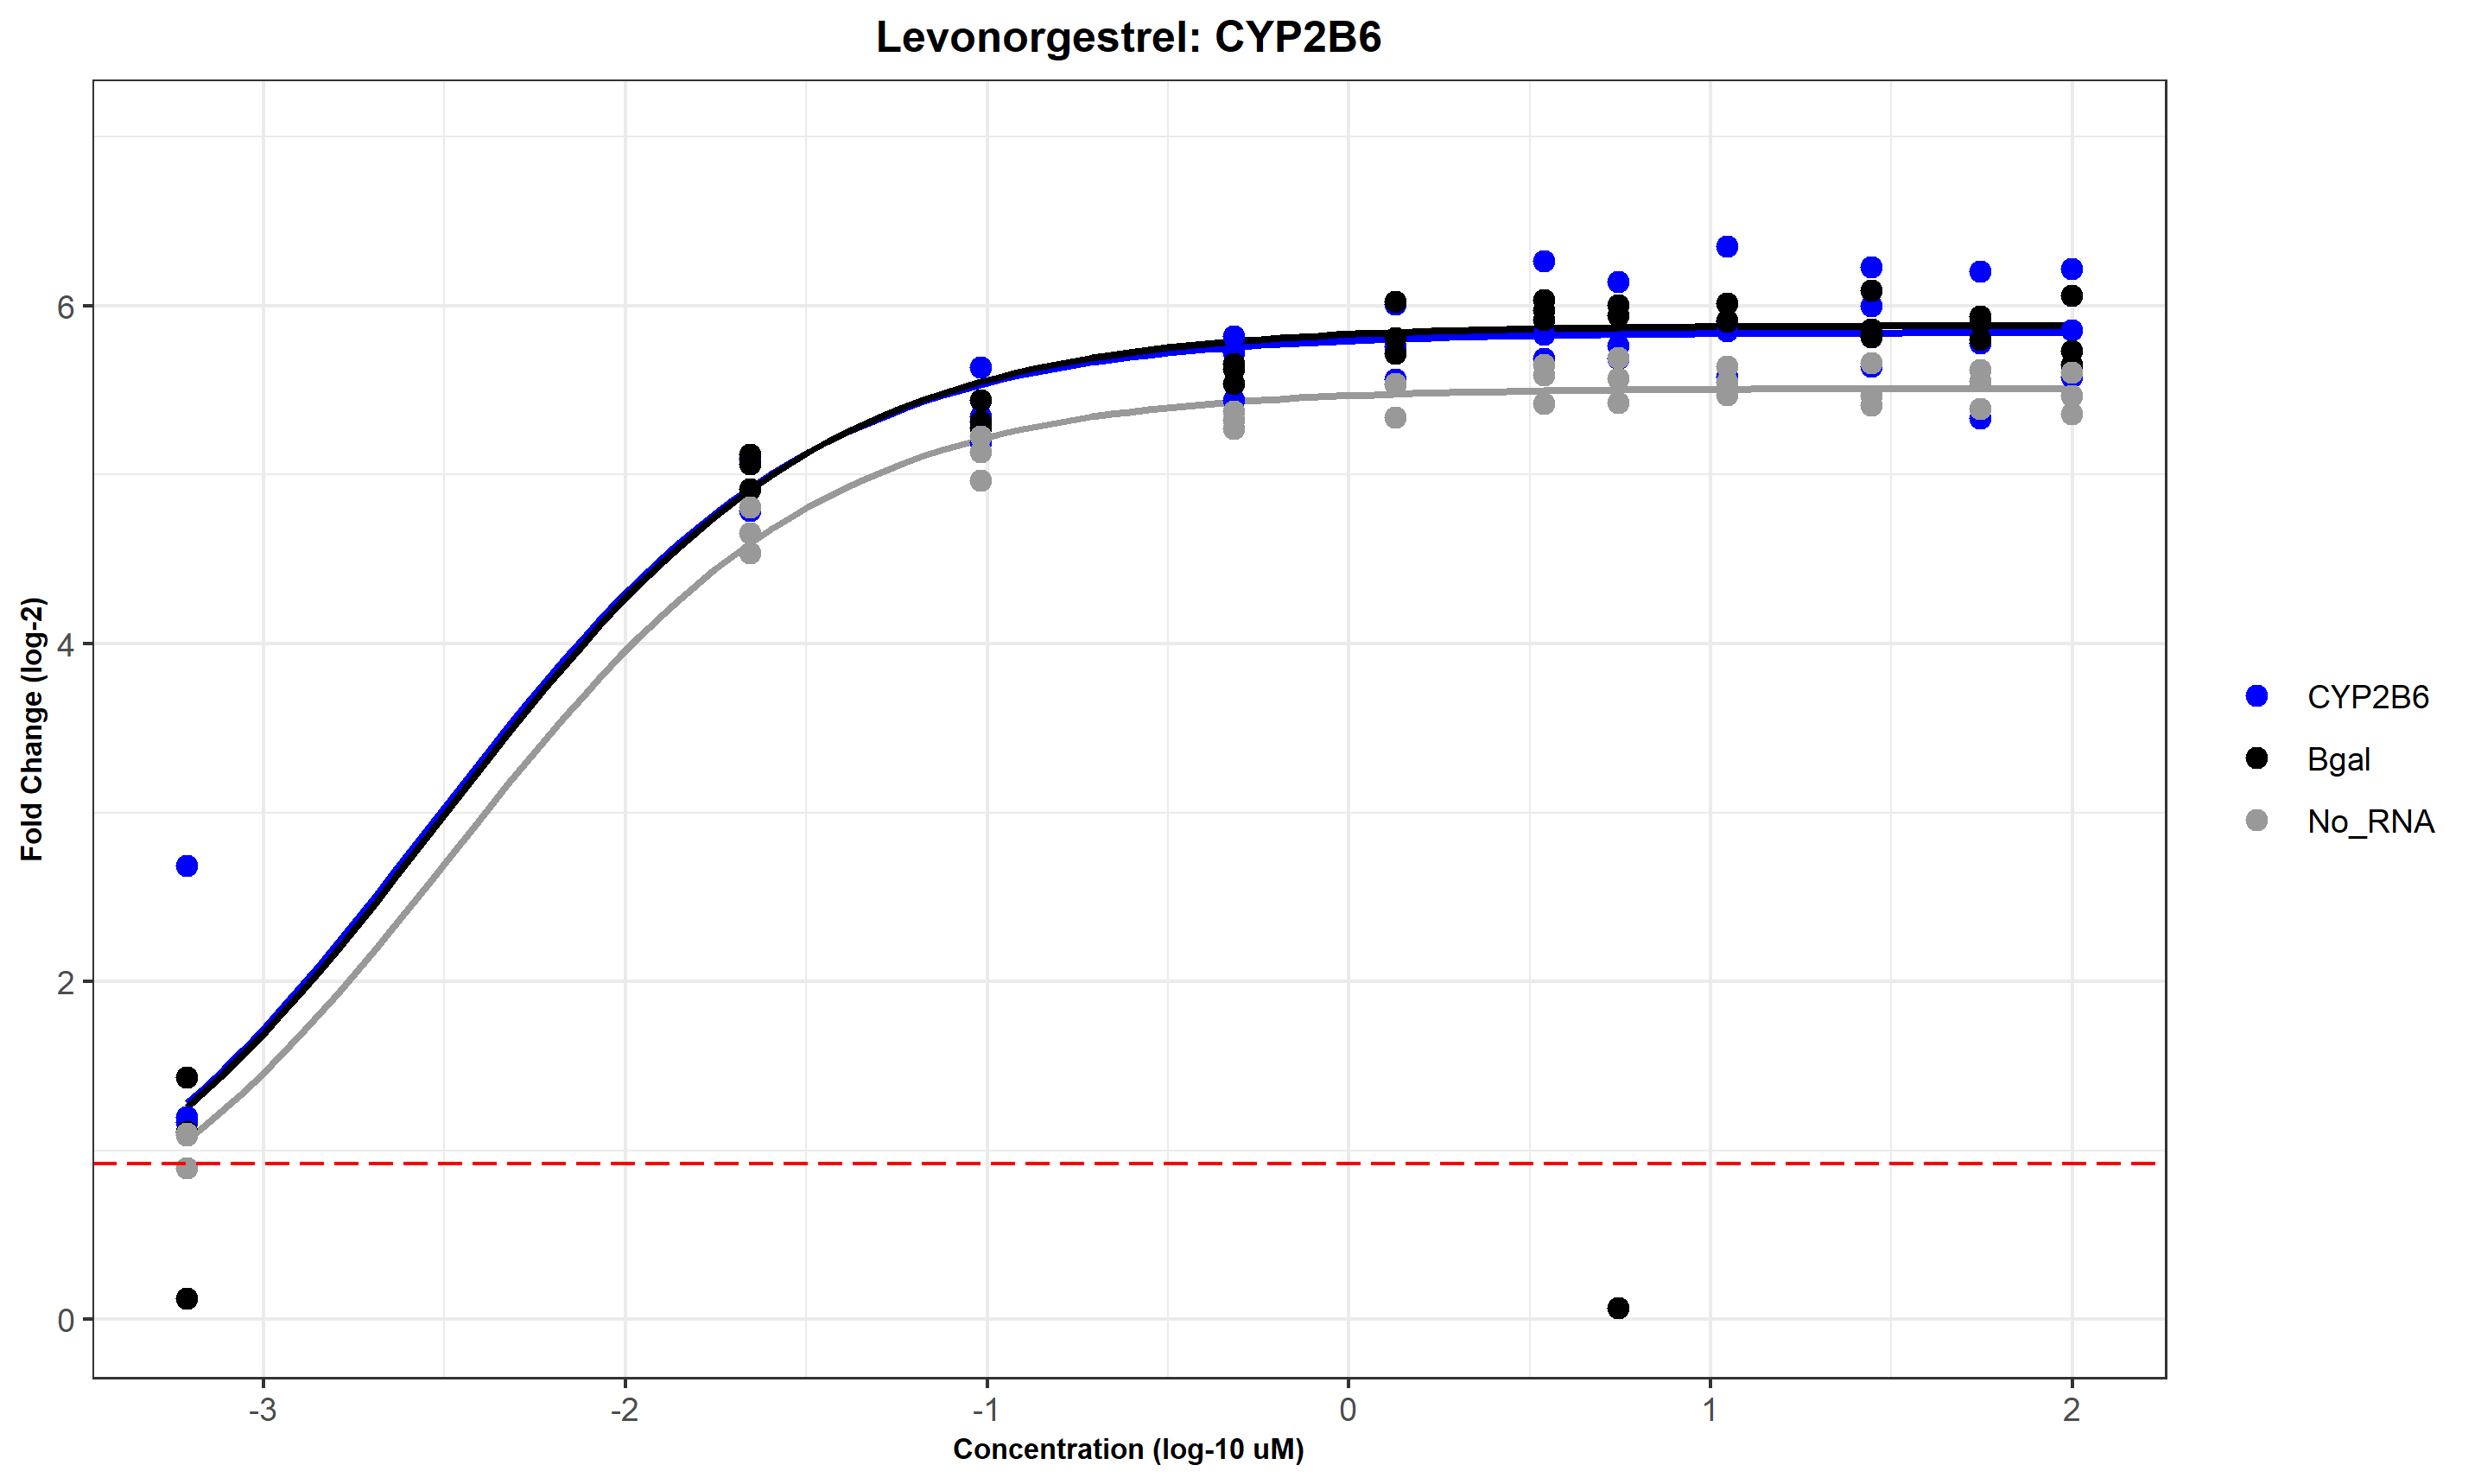 Levonorgestrel: CYP2B6
Fold Change (log-2)
6
4
2
0
-3
-2
-1
0
1
2
Concentration (log-10 uM)
CYP2B6
Bgal
No_RNA